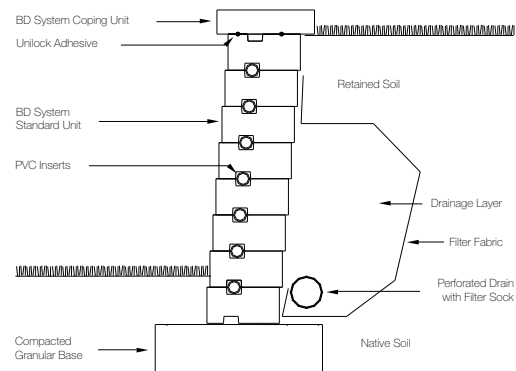 BD System Coping Unit
Unilock Adhesive
Retained Soil
BD System
Standard Unit
PVC Inserts
Drainage Layer
Filter Fabric
Perforated Drain
with Filter Sock
Compacted
Granular Base
Native Soil